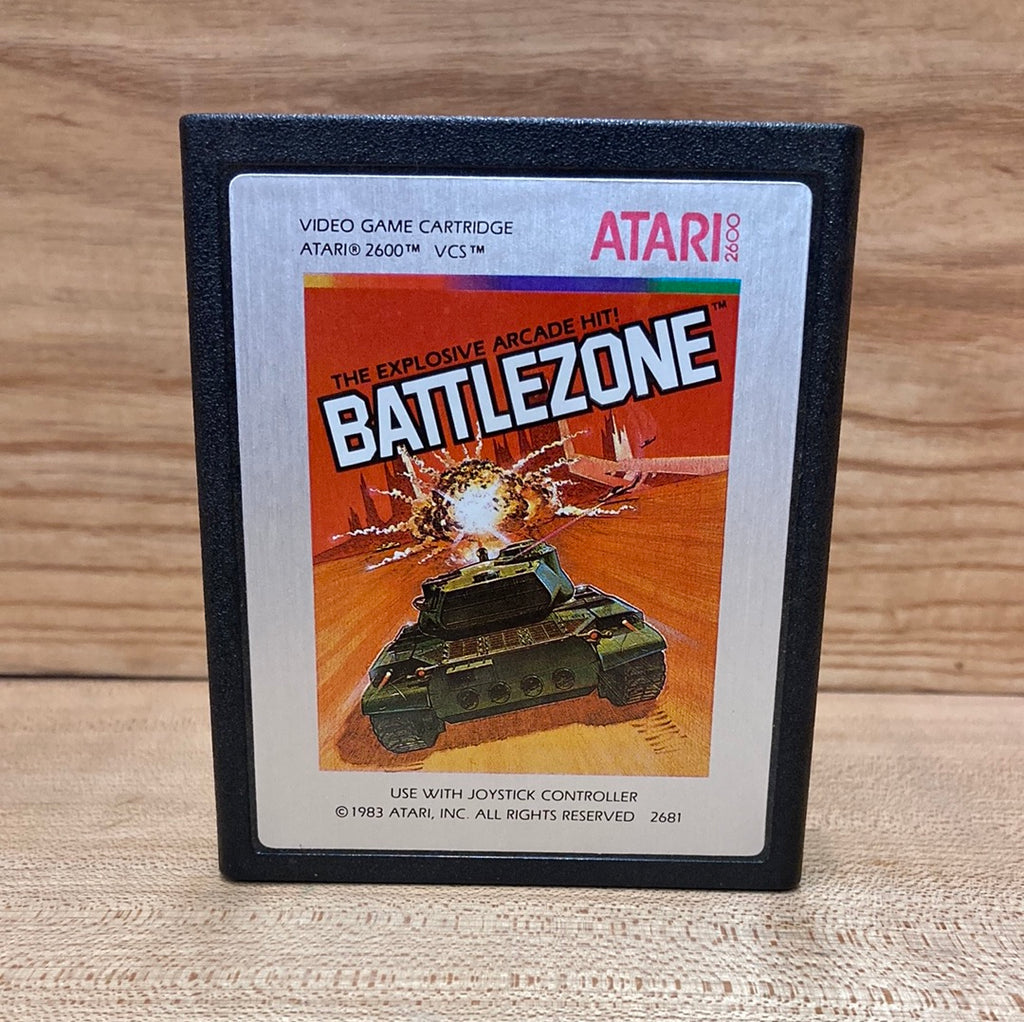 VIDEO GAME CARTRIDGE
ATARI® 2600™ VCS™
ATARI 2600
THE EXPLOSIVE ARCADE HIT!
BATTLEZONE™
USE WITH JOYSTICK CONTROLLER
©1983 ATARI, INC. ALL RIGHTS RESERVED 2681